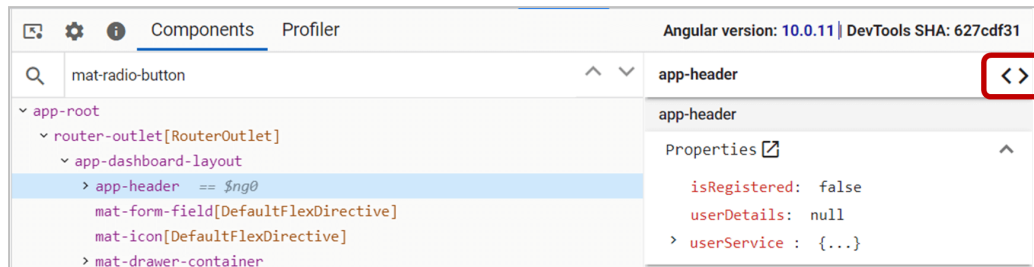 Components Profiler Angular version: 10.0.11 | DevTools SHA: 627cdf31
mat-radio-button
app-header
< >
app-root
router-outlet[RouterOutlet]
app-dashboard-layout
app-header == $ng0
mat-form-field[DefaultFlexDirective]
mat-icon[DefaultFlexDirective]
mat-drawer-container
app-header
Properties
isRegistered: false
userDetails: null
userService : {...}